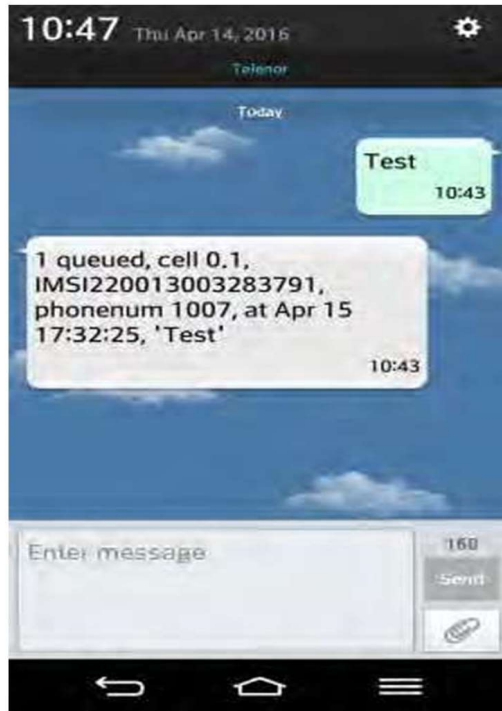 10:47 Thu Apr 14, 2016
Telenor
Today
Test
10:43
1 queued, cell 0.1,
IMSI220013003283791,
phonenum 1007, at Apr 15
17:32:25, 'Test'
10:43
Enter message
160
Send